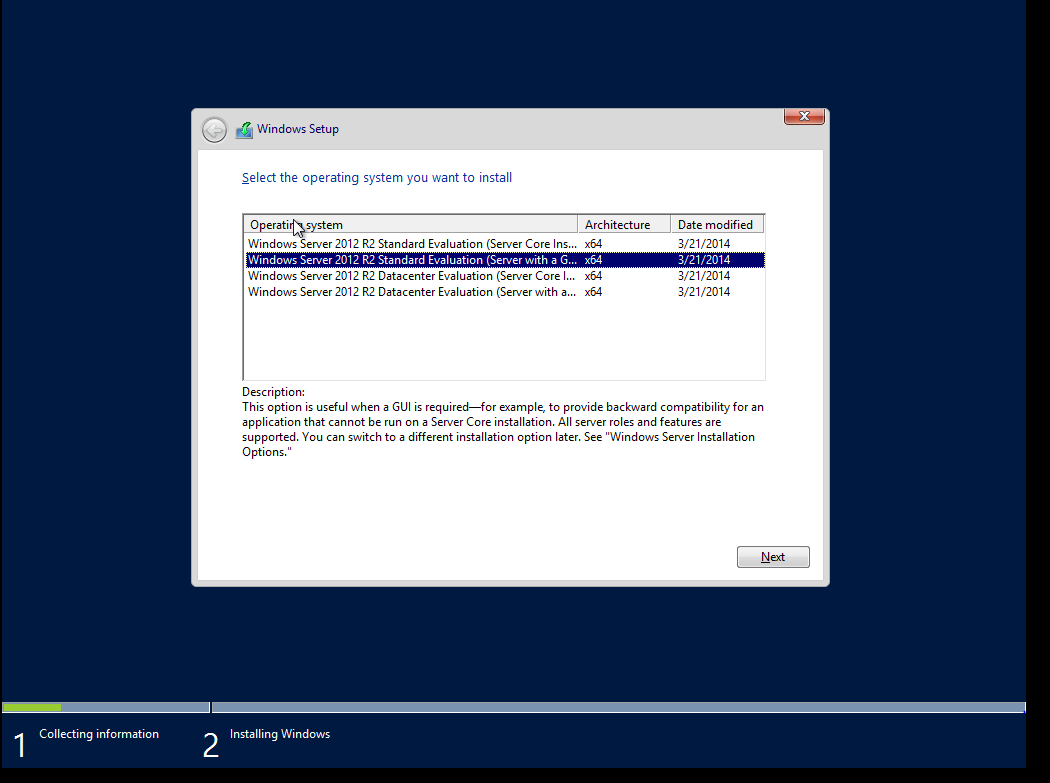 Windows Setup
Select the operating system you want to install
Operating system Architecture Date modified
Windows Server 2012 R2 Standard Evaluation (Server Core Ins... x64 3/21/2014
Windows Server 2012 R2 Standard Evaluation (Server with a G... x64 3/21/2014
Windows Server 2012 R2 Datacenter Evaluation (Server Core I... x64 3/21/2014
Windows Server 2012 R2 Datacenter Evaluation (Server with a... x64 3/21/2014
Description:
This option is useful when a GUI is required—for example, to provide backward compatibility for an
application that cannot be run on a Server Core installation. All server roles and features are
supported. You can switch to a different installation option later. See "Windows Server Installation
Options."
Next
1 Collecting information 2 Installing Windows